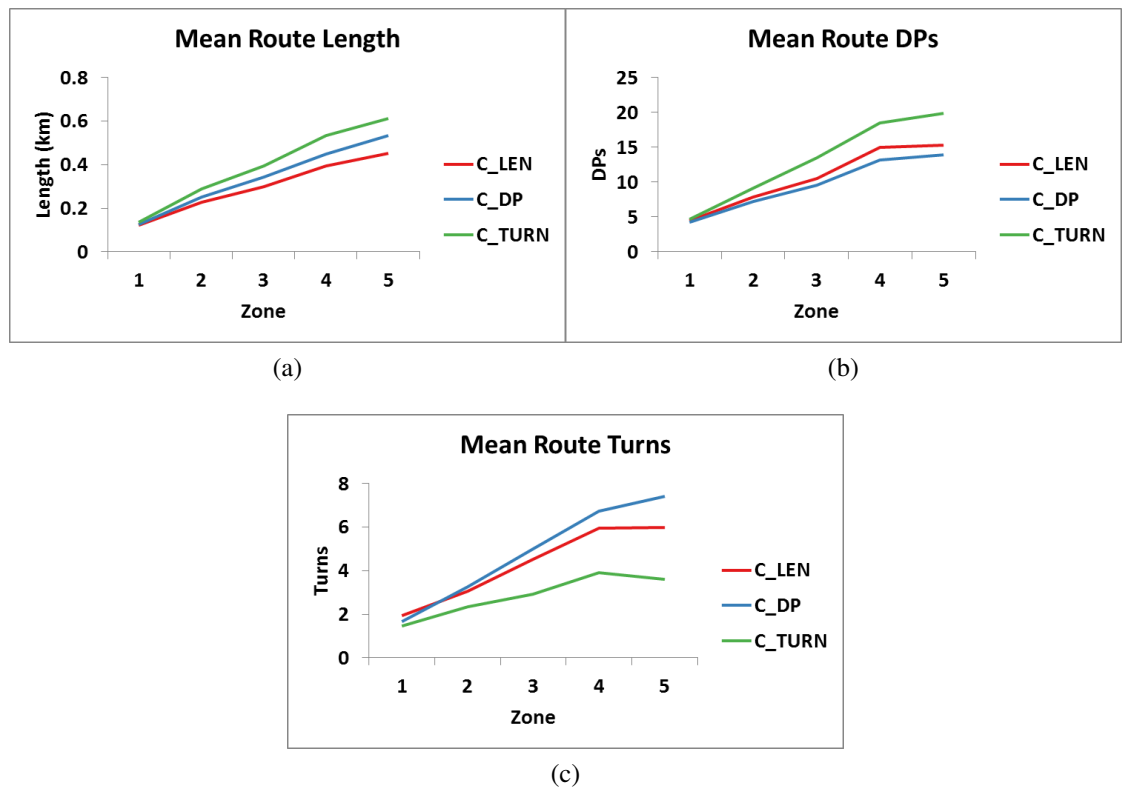 Mean Route Length
Length (km)
0.8
0.6
0.4
0.2
0
1 2 3 4 5
Zone
C_LEN
C_DP
C_TURN
(a)
Mean Route DPs
DPs
25
20
15
10
5
0
1 2 3 4 5
Zone
C_LEN
C_DP
C_TURN
(b)
Mean Route Turns
Turns
8
6
4
2
0
1 2 3 4 5
Zone
C_LEN
C_DP
C_TURN
(c)